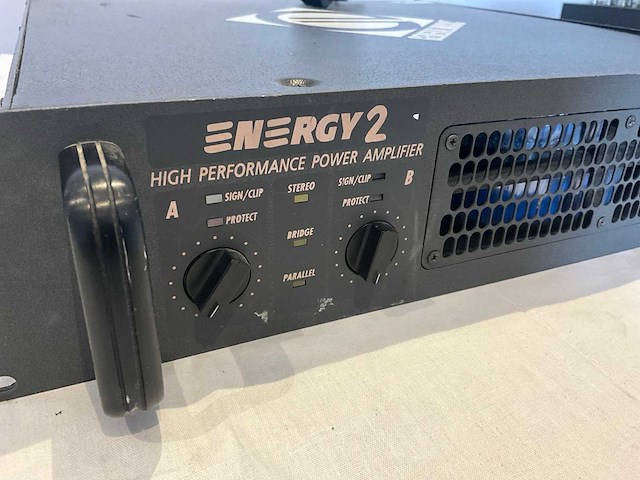 ENERGY 2
HIGH PERFORMANCE POWER AMPLIFIER
A
SIGN/CLIP
PROTECT
STEREO
BRIDGE
PARALLEL
SIGN/CLIP
PROTECT
B